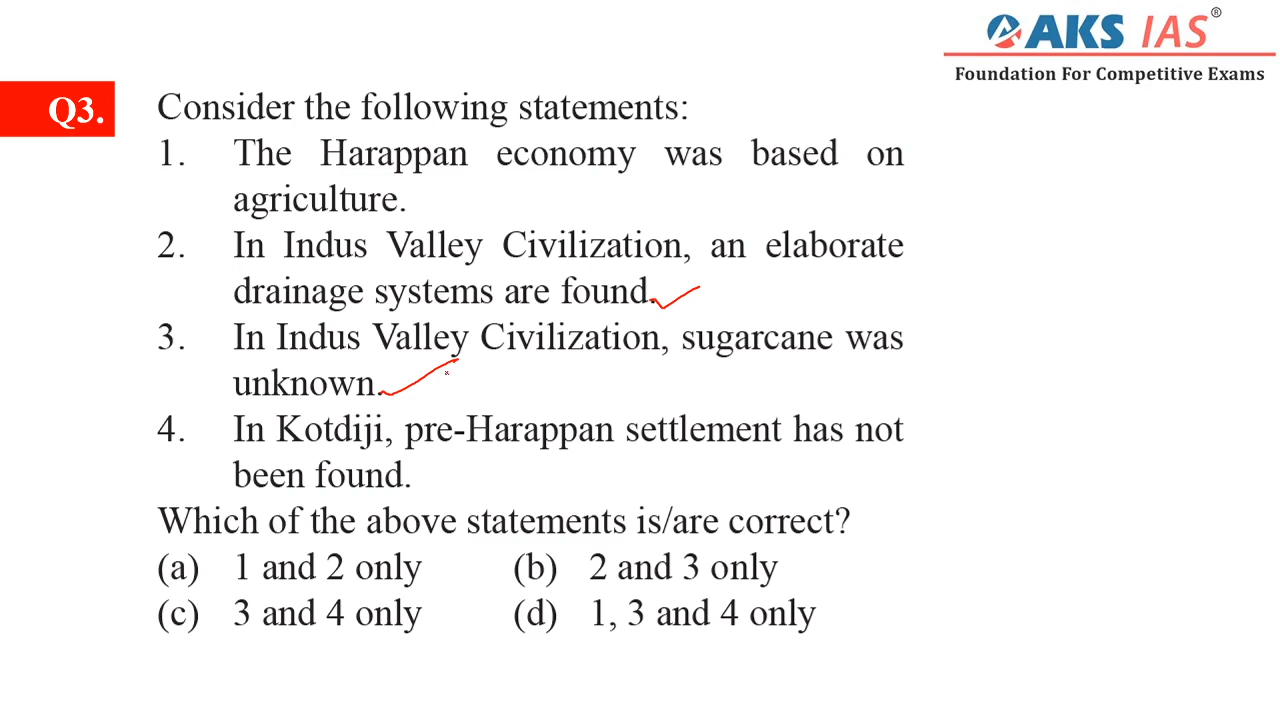 AKS IAS®
Foundation For Competitive Exams
Q3.
Consider the following statements:
1. The Harappan economy was based on
agriculture.
2. In Indus Valley Civilization, an elaborate
drainage systems are found.
3. In Indus Valley Civilization, sugarcane was
unknown.
4. In Kotdiji, pre-Harappan settlement has not
been found.
Which of the above statements is/are correct?
(a) 1 and 2 only (b) 2 and 3 only
(c) 3 and 4 only (d) 1, 3 and 4 only